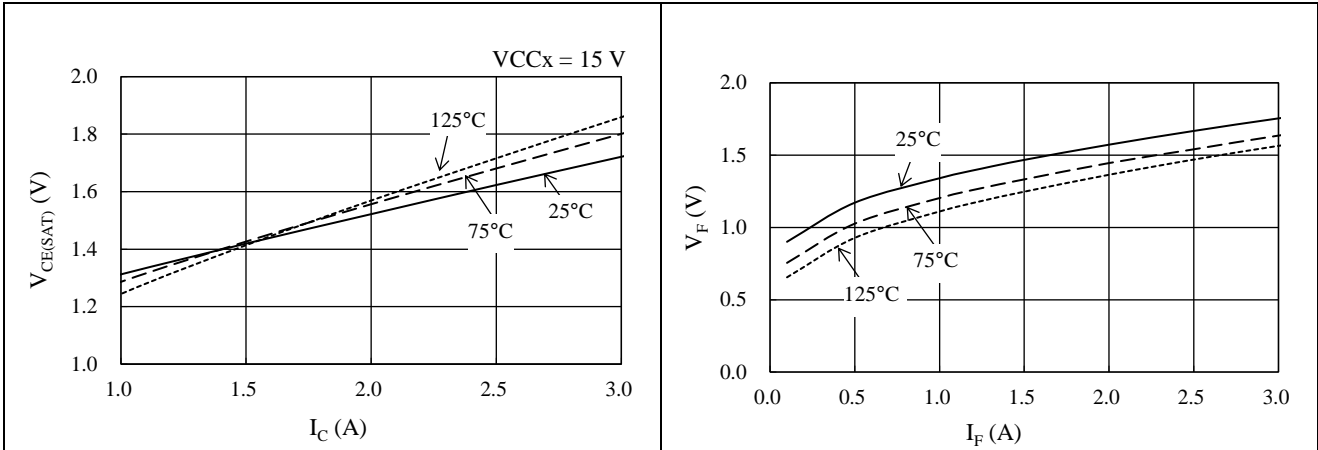 VCCx = 15 V
2.0
1.8
1.6
1.4
1.2
1.0
V_CE(SAT) (V)
125°C
75°C
25°C
1.0 1.5 2.0 2.5 3.0
I_C (A)
2.0
1.5
1.0
0.5
0.0
V_F (V)
25°C
75°C
125°C
0.0 0.5 1.0 1.5 2.0 2.5 3.0
I_F (A)